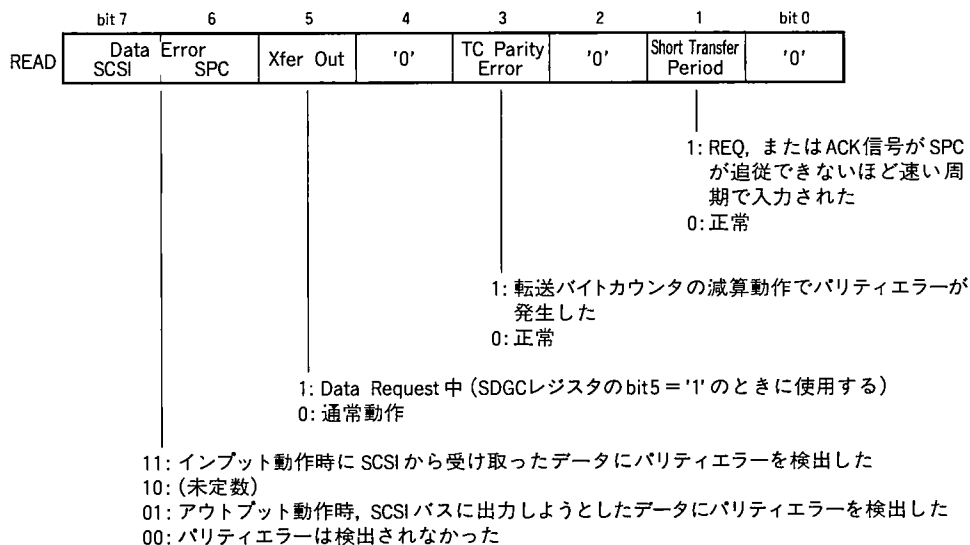 bit 7 6 5 4 3 2 1 bit 0
READ Data Error SCSI SPC Xfer Out '0' TC Parity Error '0' Short Transfer Period '0'
1: REQ, またはACK信号がSPC
が追従できないほど速い周
期で入力された
0: 正常
1: 転送バイトカウンタの減算動作でパリティエラーが
発生した
0: 正常
1: Data Request 中 (SDGCレジスタのbit5='1' のときに使用する)
0: 通常動作
11: インプット動作時に SCSI から受け取ったデータにパリティエラーを検出した
10: (未定数)
01: アウトプット動作時, SCSI バスに出力しようとしたデータにパリティエラーを検出した
00: パリティエラーは検出されなかった